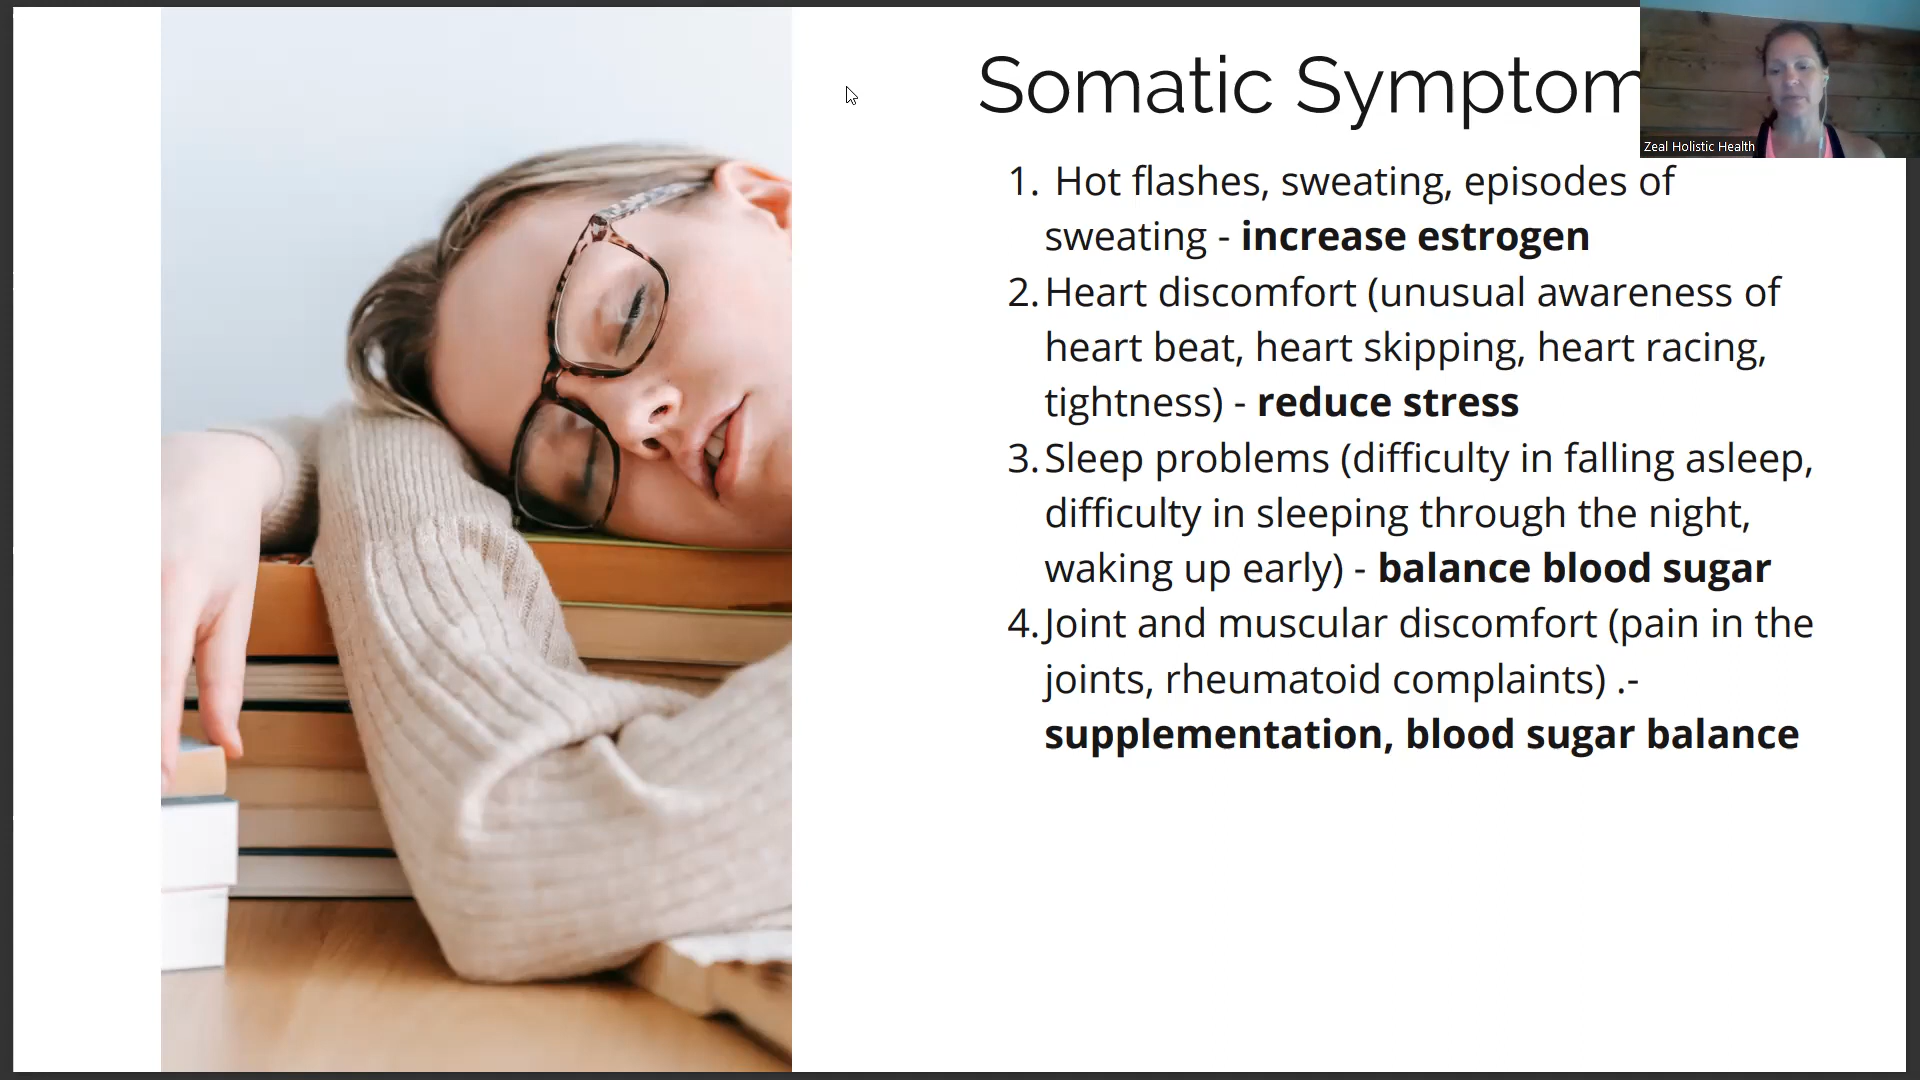 Somatic Symptom
Zeal Holistic Health
1. Hot flashes, sweating, episodes of
sweating - increase estrogen
2. Heart discomfort (unusual awareness of
heart beat, heart skipping, heart racing,
tightness) - reduce stress
3. Sleep problems (difficulty in falling asleep,
difficulty in sleeping through the night,
waking up early) - balance blood sugar
4. Joint and muscular discomfort (pain in the
joints, rheumatoid complaints) .-
supplementation, blood sugar balance